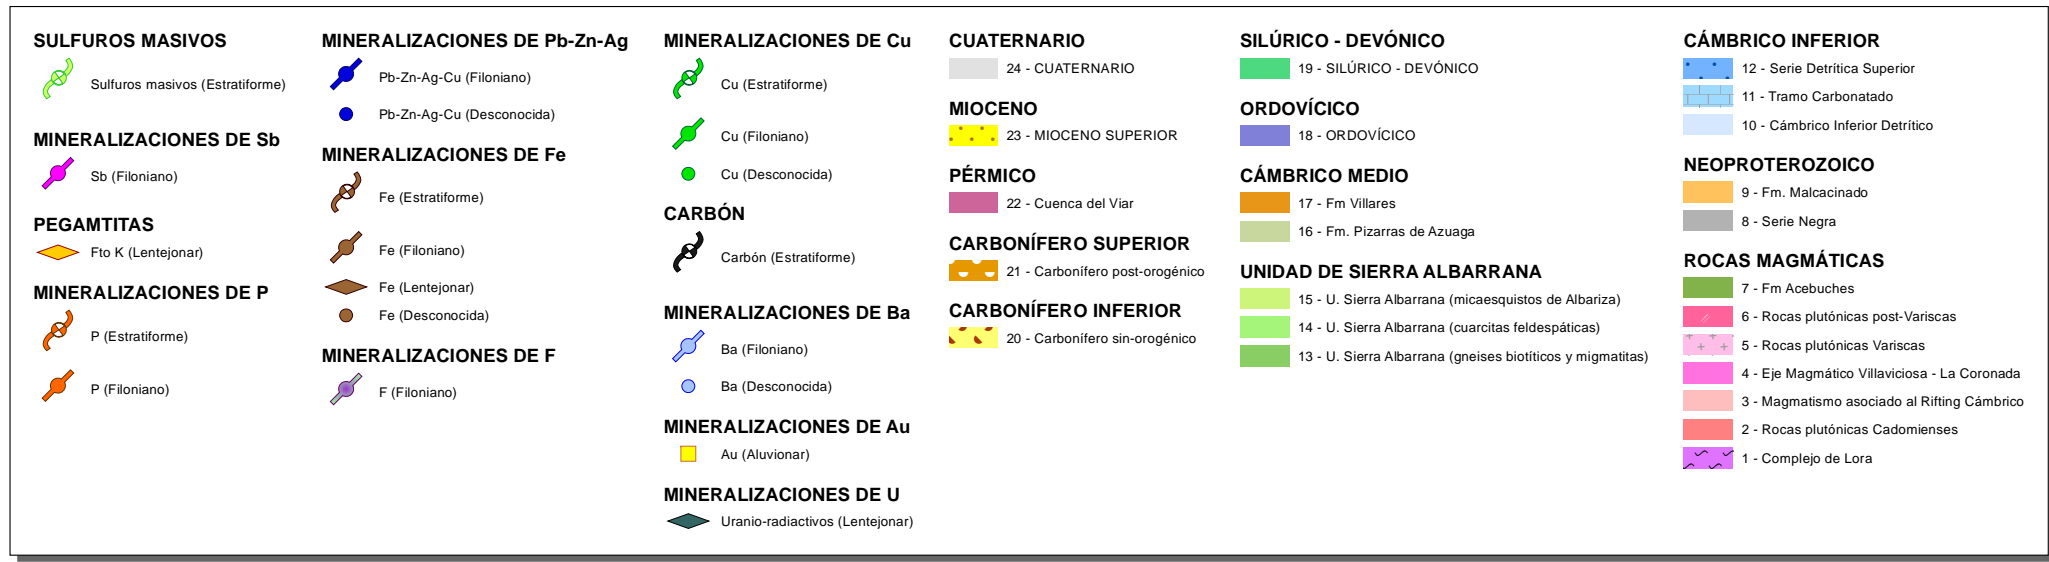 SULFUROS MASIVOS
Sulfuros masivos (Estratiforme)
MINERALIZACIONES DE Sb
Sb (Filoniano)
PEGAMTITAS
Fto K (Lentejonar)
MINERALIZACIONES DE P
P (Estratiforme)
P (Filoniano)
MINERALIZACIONES DE Pb-Zn-Ag
Pb-Zn-Ag-Cu (Filoniano)
Pb-Zn-Ag-Cu (Desconocida)
MINERALIZACIONES DE Fe
Fe (Estratiforme)
Fe (Filoniano)
Fe (Lentejonar)
Fe (Desconocida)
MINERALIZACIONES DE F
F (Filoniano)
MINERALIZACIONES DE Cu
Cu (Estratiforme)
Cu (Filoniano)
Cu (Desconocida)
CARBÓN
Carbón (Estratiforme)
MINERALIZACIONES DE Ba
Ba (Filoniano)
Ba (Desconocida)
MINERALIZACIONES DE Au
Au (Aluvionar)
MINERALIZACIONES DE U
Uranio-radiactivos (Lentejonar)
CUATERNARIO
24 - CUATERNARIO
MIOCENO
23 - MIOCENO SUPERIOR
PÉRMICO
22 - Cuenca del Viar
CARBONÍFERO SUPERIOR
21 - Carbonífero post-orogénico
CARBONÍFERO INFERIOR
20 - Carbonífero sin-orogénico
SILÚRICO - DEVÓNICO
19 - SILÚRICO - DEVÓNICO
ORDOVÍCICO
18 - ORDOVÍCICO
CÁMBRICO MEDIO
17 - Fm Villares
16 - Fm. Pizarras de Azuaga
UNIDAD DE SIERRA ALBARRANA
15 - U. Sierra Albarrana (micaesquistos de Albariza)
14 - U. Sierra Albarrana (cuarcitas feldespáticas)
13 - U. Sierra Albarrana (gneises biotíticos y migmatitas)
CÁMBRICO INFERIOR
12 - Serie Detrítica Superior
11 - Tramo Carbonatado
10 - Cámbrico Inferior Detrítico
NEOPROTEROZOICO
9 - Fm. Malcacinado
8 - Serie Negra
ROCAS MAGMÁTICAS
7 - Fm Acebuches
6 - Rocas plutónicas post-Variscas
5 - Rocas plutónicas Variscas
4 - Eje Magmático Villaviciosa - La Coronada
3 - Magmatismo asociado al Rifting Cámbrico
2 - Rocas plutónicas Cadomienses
1 - Complejo de Lora